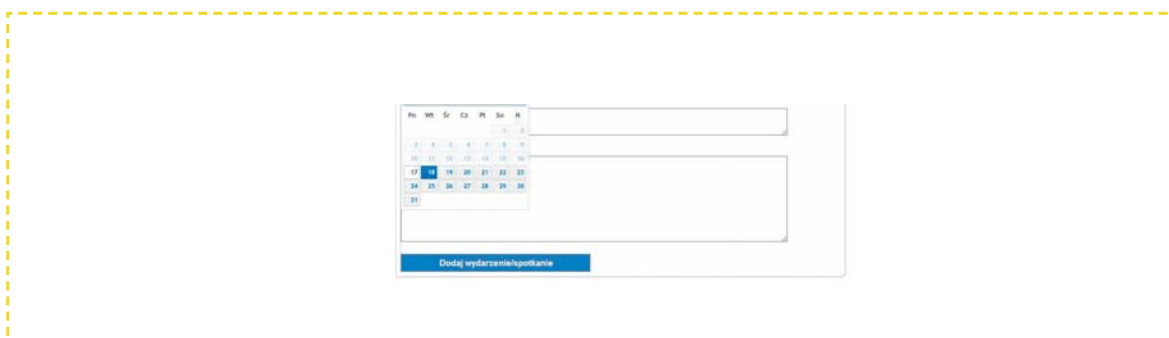 Pn Wt Śr Cz Pt So N
1 2
3 4 5 6 7 8 9
10 11 12 13 14 15 16
17 18 19 20 21 22 23
24 25 26 27 28 29 30
31
Dodaj wydarzenie/spotkanie